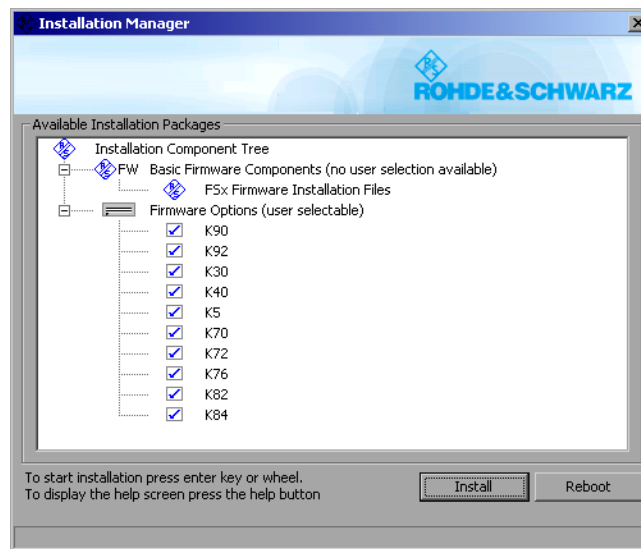 Installation Manager
ROHDE&SCHWARZ
Available Installation Packages
Installation Component Tree
FW Basic Firmware Components (no user selection available)
FSx Firmware Installation Files
Firmware Options (user selectable)
K90
K92
K30
K40
K5
K70
K72
K76
K82
K84
To start installation press enter key or wheel.
To display the help screen press the help button
Install
Reboot